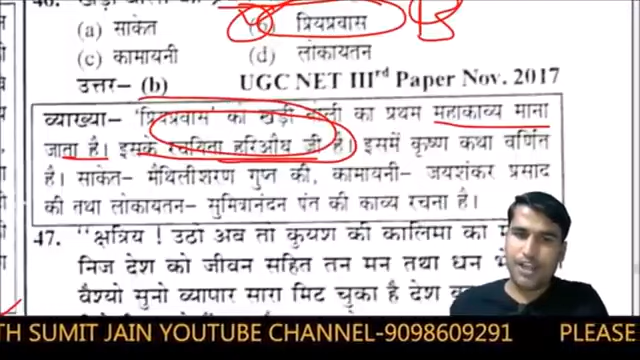 46.
(a) साकेत (b) प्रियप्रवास
(c) कामायनी (d) लोकायतन
उत्तर—(b) UGC NET IIIrd Paper Nov. 2017
व्याख्या– 'प्रियप्रवास' को खड़ी बोली का प्रथम महाकाव्य माना
जाता है। इसके रचयिता हरिऔध जी है। इसमें कृष्ण कथा वर्णित
है। साकेत– मैथिलीशरण गुप्त की, कामायनी– जयशंकर प्रसाद
की तथा लोकायतन– सुमित्रानंदन पंत की काव्य रचना है।
47. "क्षत्रिय ! उठो अब तो कुयश की कालिमा का
निज देश को जीवन सहित तन मन तथा धन
वैश्यो सुनो व्यापार सारा मिट चुका है देश
TH SUMIT JAIN YOUTUBE CHANNEL-9098609291 PLEASE